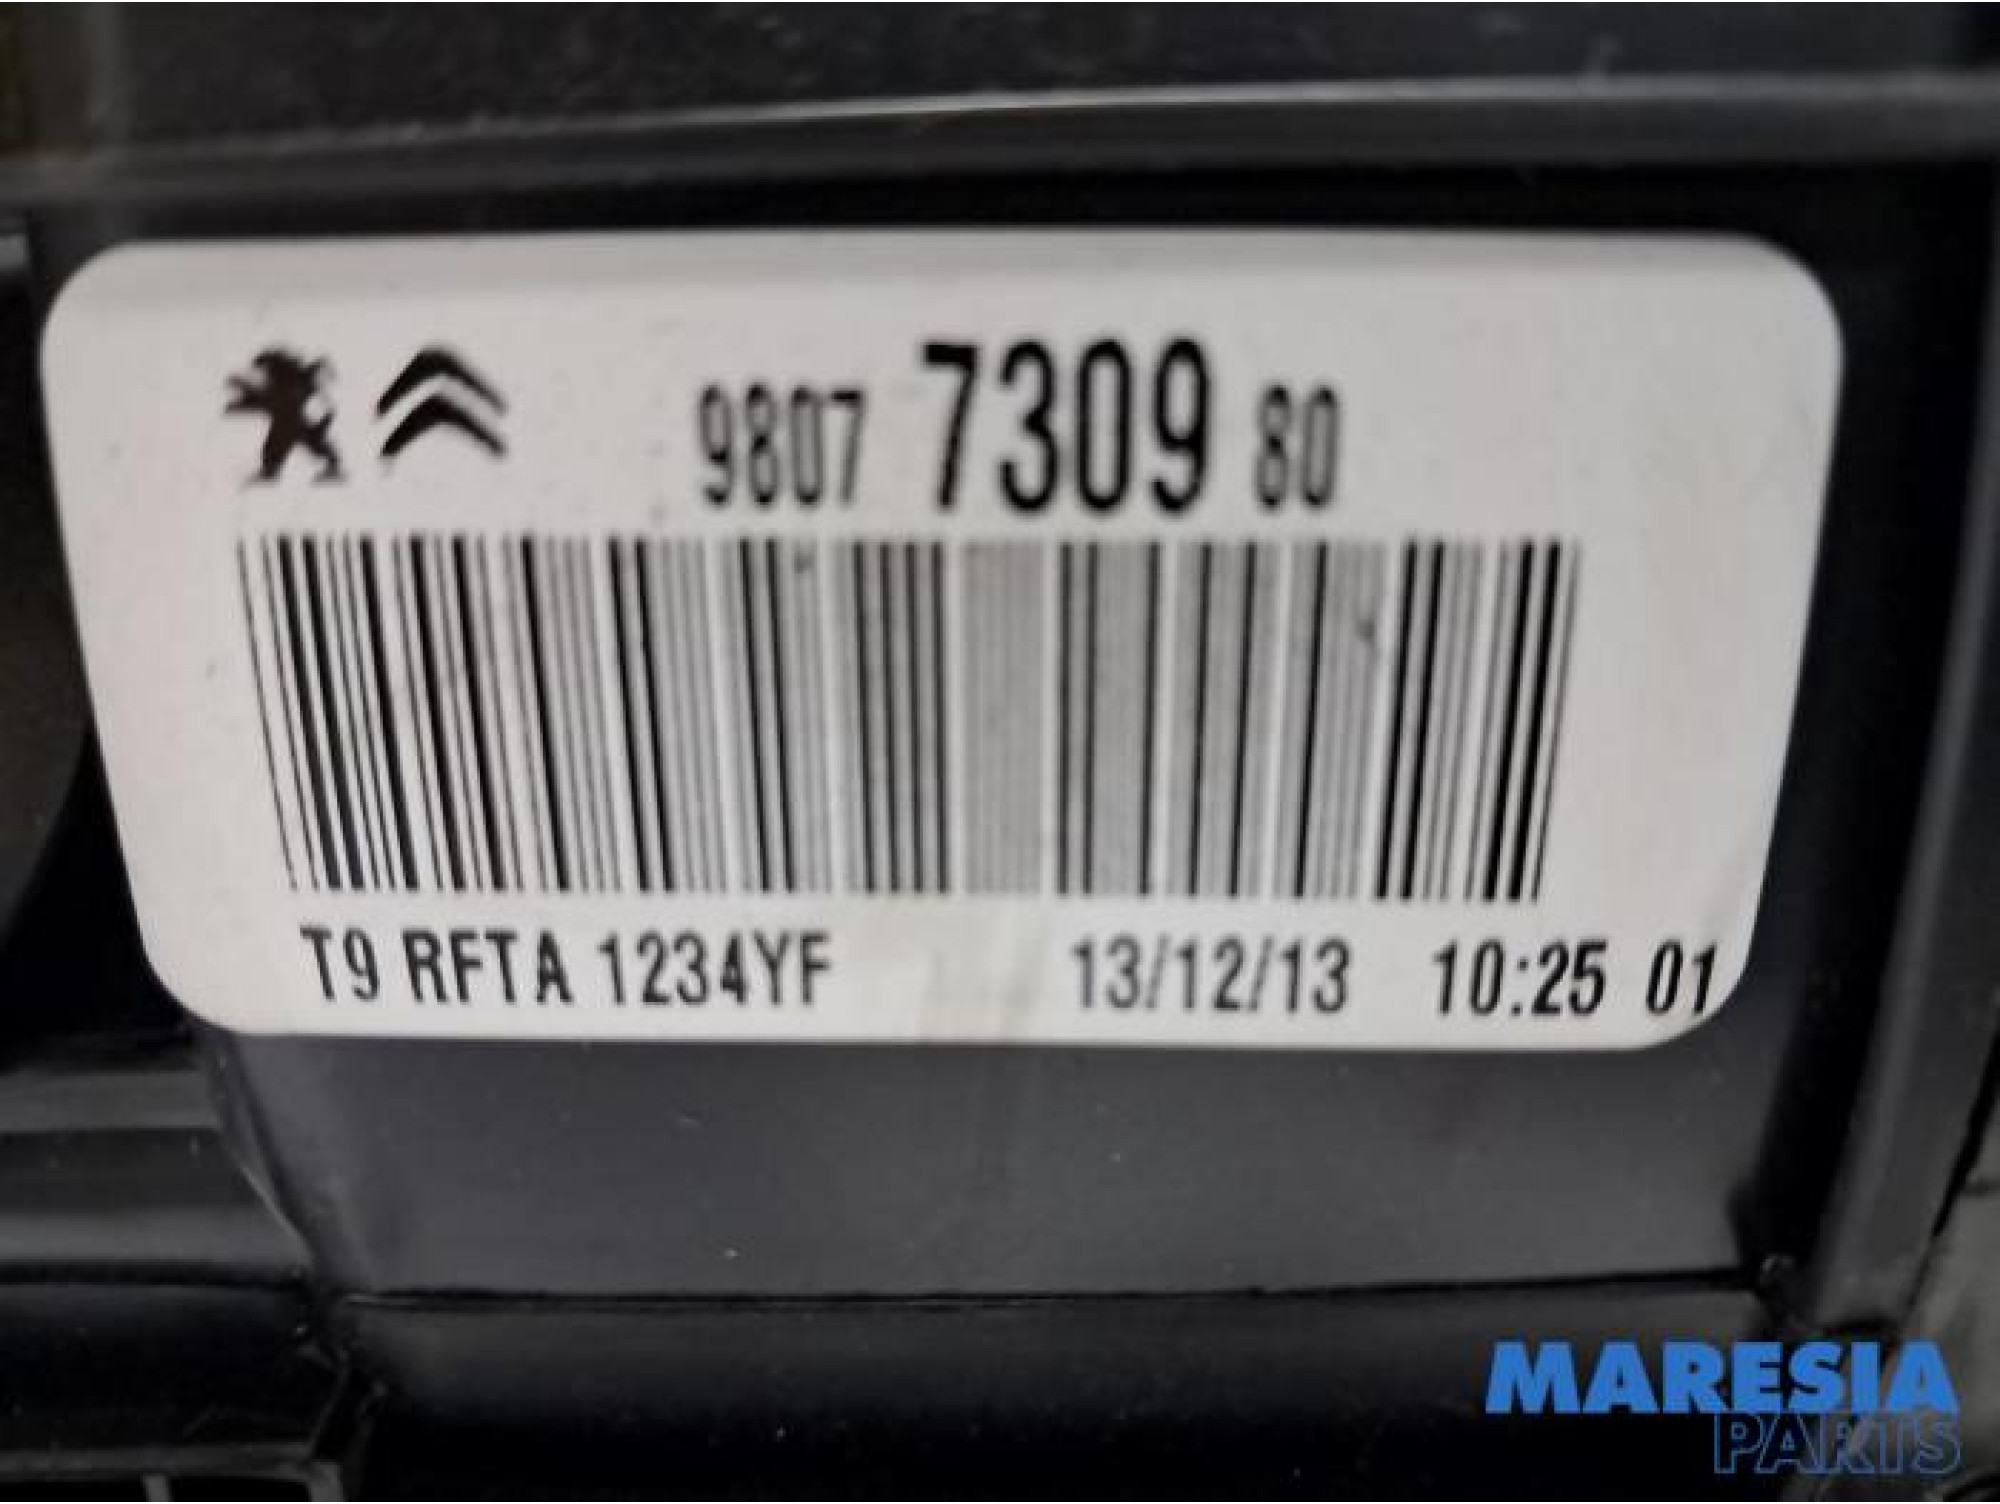 9807 7309 80
T9 RFTA 1234YF 13/12/13 10:25 01
MARESIA
PARTS